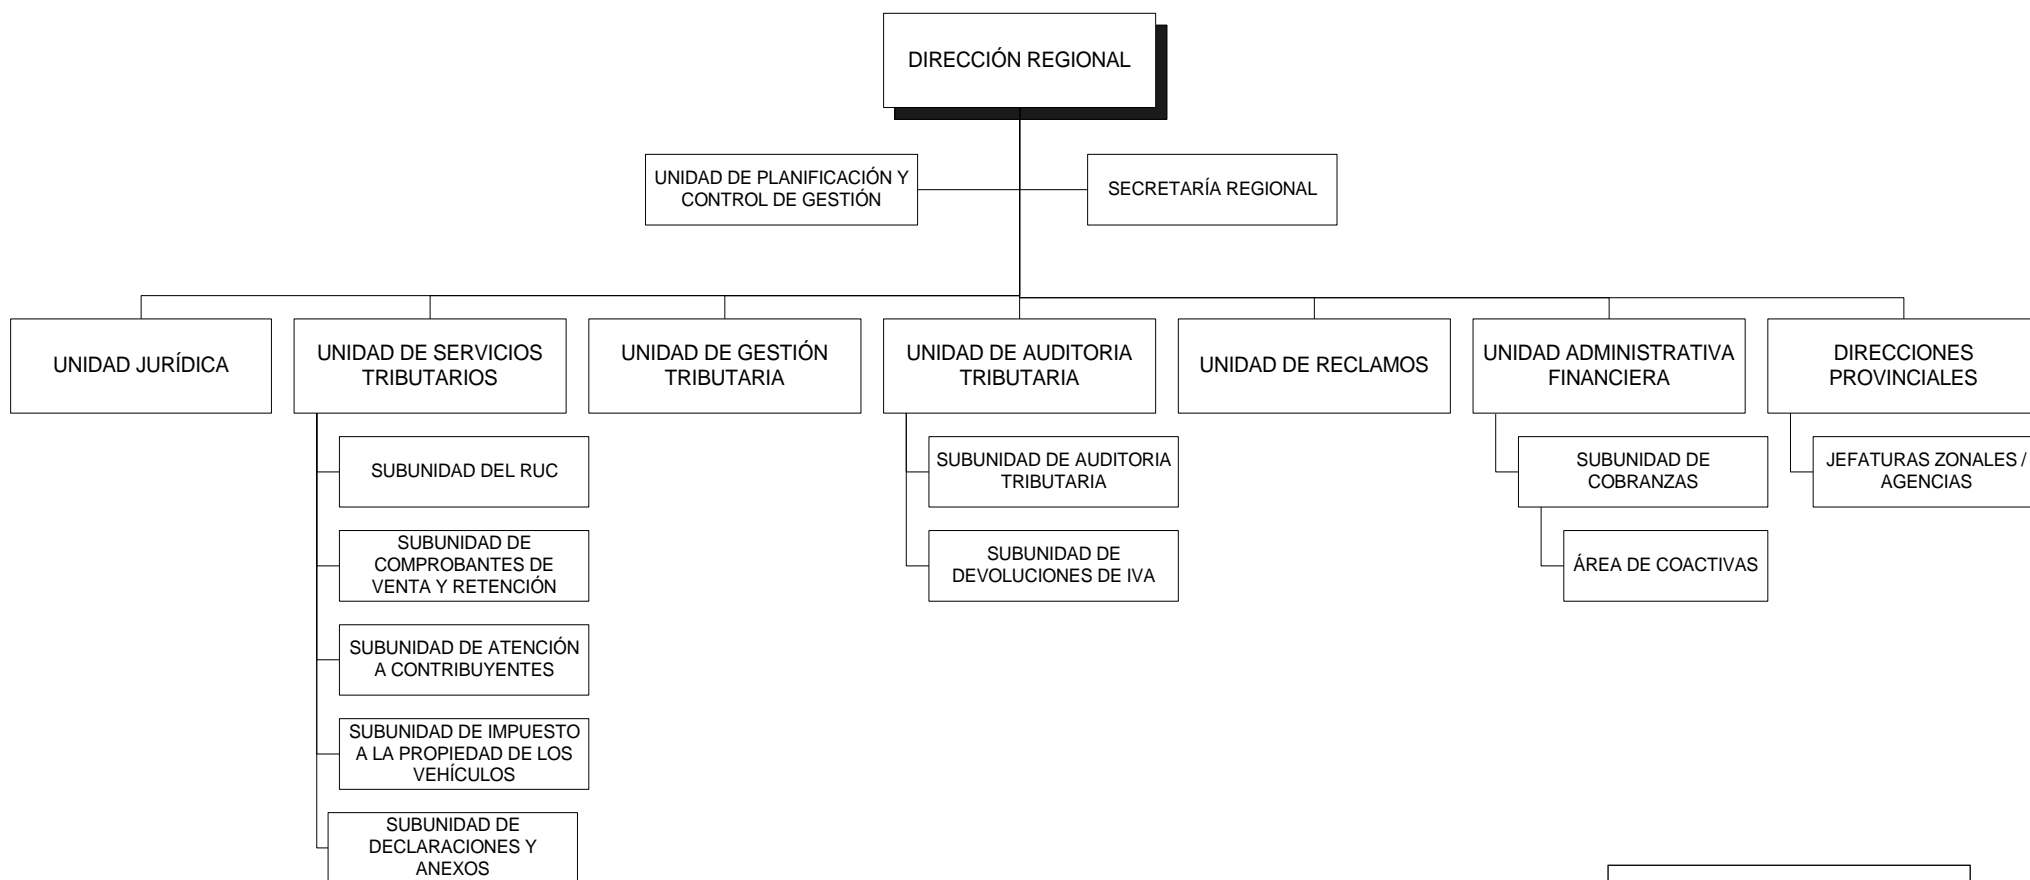 DIRECCIÓN REGIONAL
UNIDAD DE PLANIFICACIÓN Y
CONTROL DE GESTIÓN
SECRETARÍA REGIONAL
UNIDAD JURÍDICA
UNIDAD DE SERVICIOS
TRIBUTARIOS
UNIDAD DE GESTIÓN
TRIBUTARIA
UNIDAD DE AUDITORIA
TRIBUTARIA
UNIDAD DE RECLAMOS
UNIDAD ADMINISTRATIVA
FINANCIERA
DIRECCIONES
PROVINCIALES
SUBUNIDAD DEL RUC
SUBUNIDAD DE
COMPROBANTES DE
VENTA Y RETENCIÓN
SUBUNIDAD DE ATENCIÓN
A CONTRIBUYENTES
SUBUNIDAD DE IMPUESTO
A LA PROPIEDAD DE LOS
VEHÍCULOS
SUBUNIDAD DE
DECLARACIONES Y
ANEXOS
SUBUNIDAD DE AUDITORIA
TRIBUTARIA
SUBUNIDAD DE
DEVOLUCIONES DE IVA
SUBUNIDAD DE
COBRANZAS
ÁREA DE COACTIVAS
JEFATURAS ZONALES /
AGENCIAS